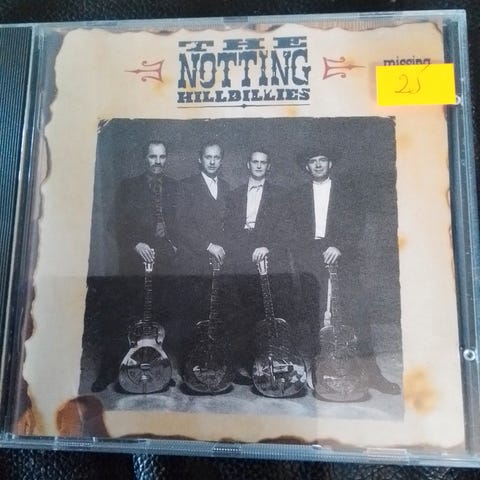 THE
NOTTING
HILLBILLIES
missing
25